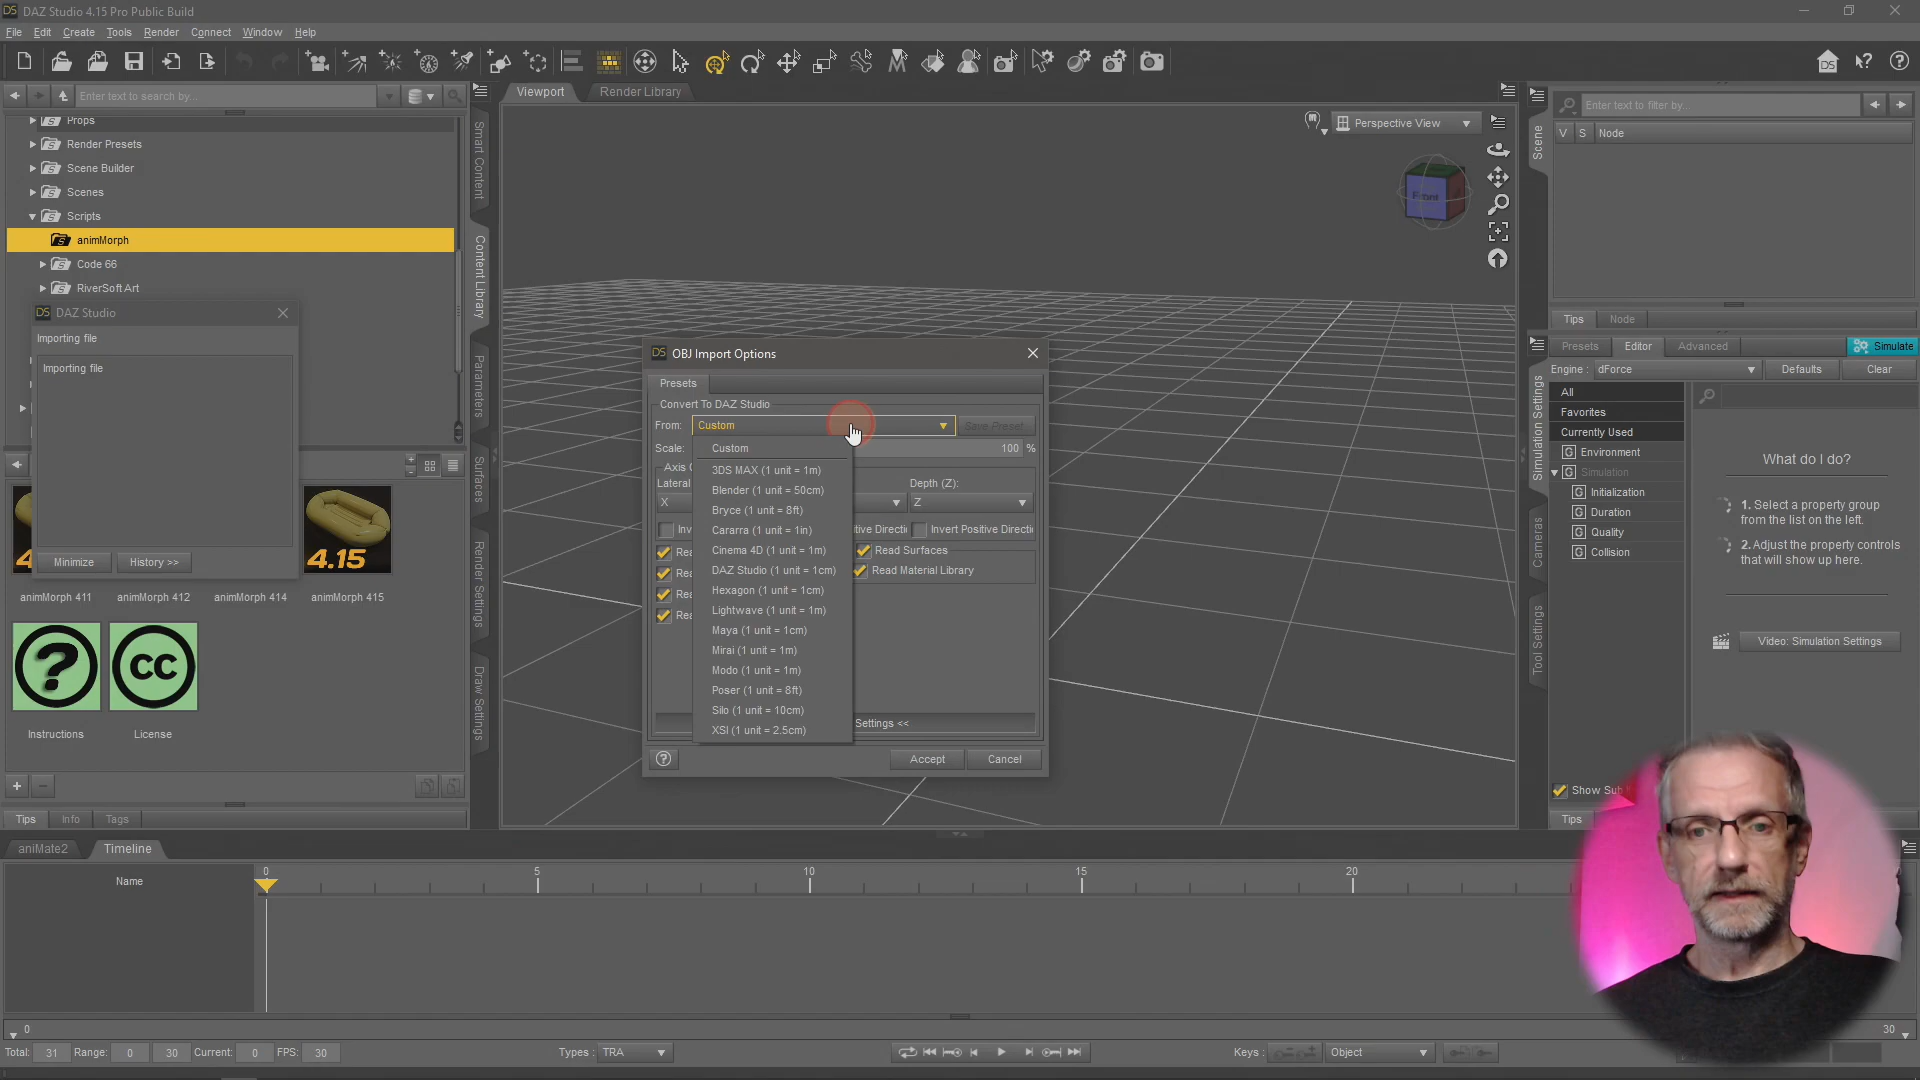 DAZ Studio 4.15 Pro Public Build
File Edit Create Tools Render Connect Window Help
Enter text to search by...
Viewport Render Library
Enter text to filter by...
Perspective View
V S Node
Front
Props
Render Presets
Scene Builder
Scenes
Scripts
animMorph
Code 66
RiverSoft Art
Smart Content
Content Library
Parameters
Surfaces
Render Settings
Draw Settings
Scene
DAZ Studio
Importing file
Importing file
Minimize History >>
4.15
animMorph 411 animMorph 412 animMorph 414 animMorph 415
?
CC
Instructions License
Tips Info Tags
OBJ Import Options
Presets
Convert To DAZ Studio
From: Custom Save Preset
Scale: 100 %
Custom
3DS MAX (1 unit = 1m)
Blender (1 unit = 50cm)
Bryce (1 unit = 8ft)
Cararra (1 unit = 1in)
Cinema 4D (1 unit = 1m)
DAZ Studio (1 unit = 1cm)
Hexagon (1 unit = 1cm)
Lightwave (1 unit = 1m)
Maya (1 unit = 1cm)
Mirai (1 unit = 1m)
Modo (1 unit = 1m)
Poser (1 unit = 8ft)
Silo (1 unit = 10cm)
XSI (1 unit = 2.5cm)
Lateral
X
Depth (Z):
Z
Invert Positive Directi
Read Surfaces
Read Material Library
Settings <<
Accept Cancel
Tips Node
Presets Editor Advanced Simulate
Engine : dForce Defaults Clear
All
Favorites
Currently Used
Environment
Simulation
Initialization
Duration
Quality
Collision
What do I do?
1. Select a property group
from the list on the left.
2. Adjust the property controls
that will show up here.
Video: Simulation Settings
Simulation Settings
Cameras
Tool Settings
Show Sub
Tips
aniMate2 Timeline
Name
0 5 10 15 20
0 30
Total: 31 Range: 0 30 Current: 0 FPS: 30
Types : TRA
Keys : Object